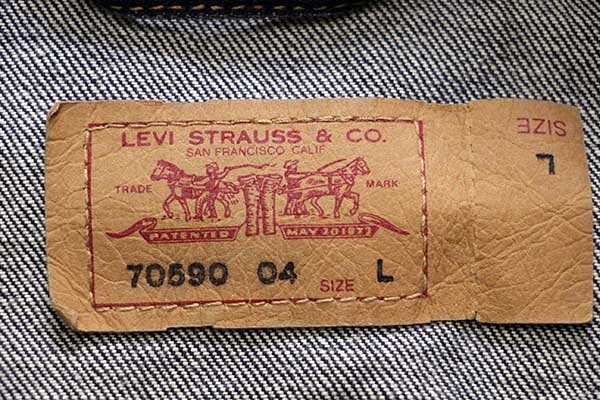 LEVI STRAUSS & CO.
SAN FRANCISCO CALIF.
TRADE MARK
PATENTED MAY 20 1873
70590 04 SIZE L
SIZE
L